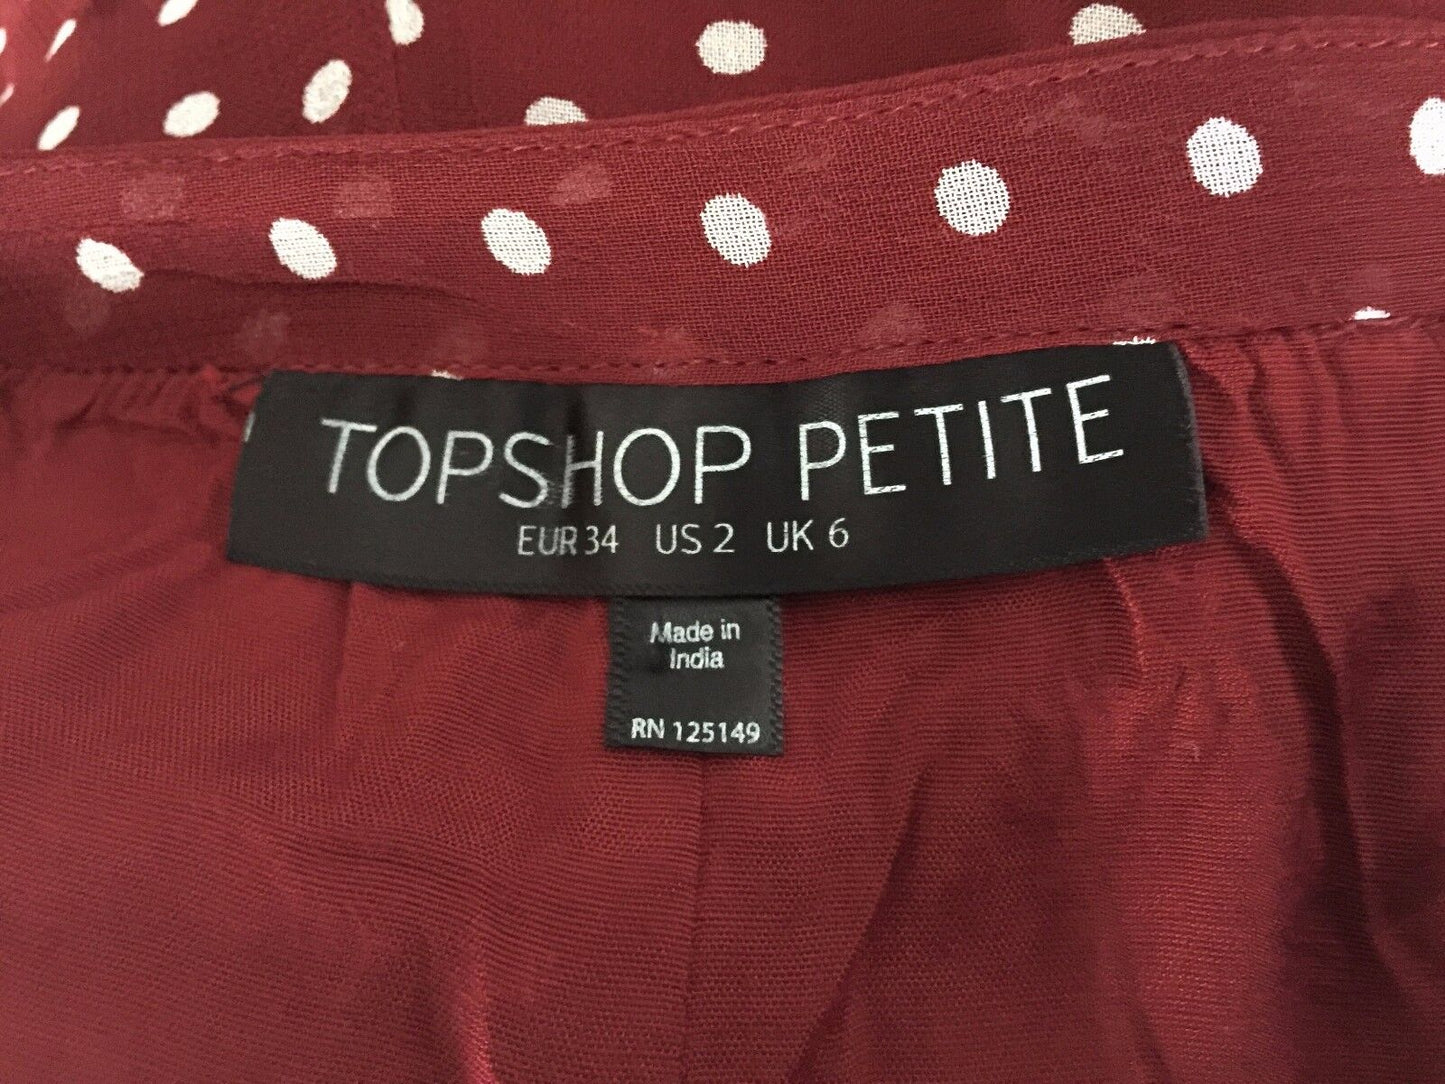 TOPSHOP PETITE
EUR 34 US 2 UK 6
Made in
India
RN 125149